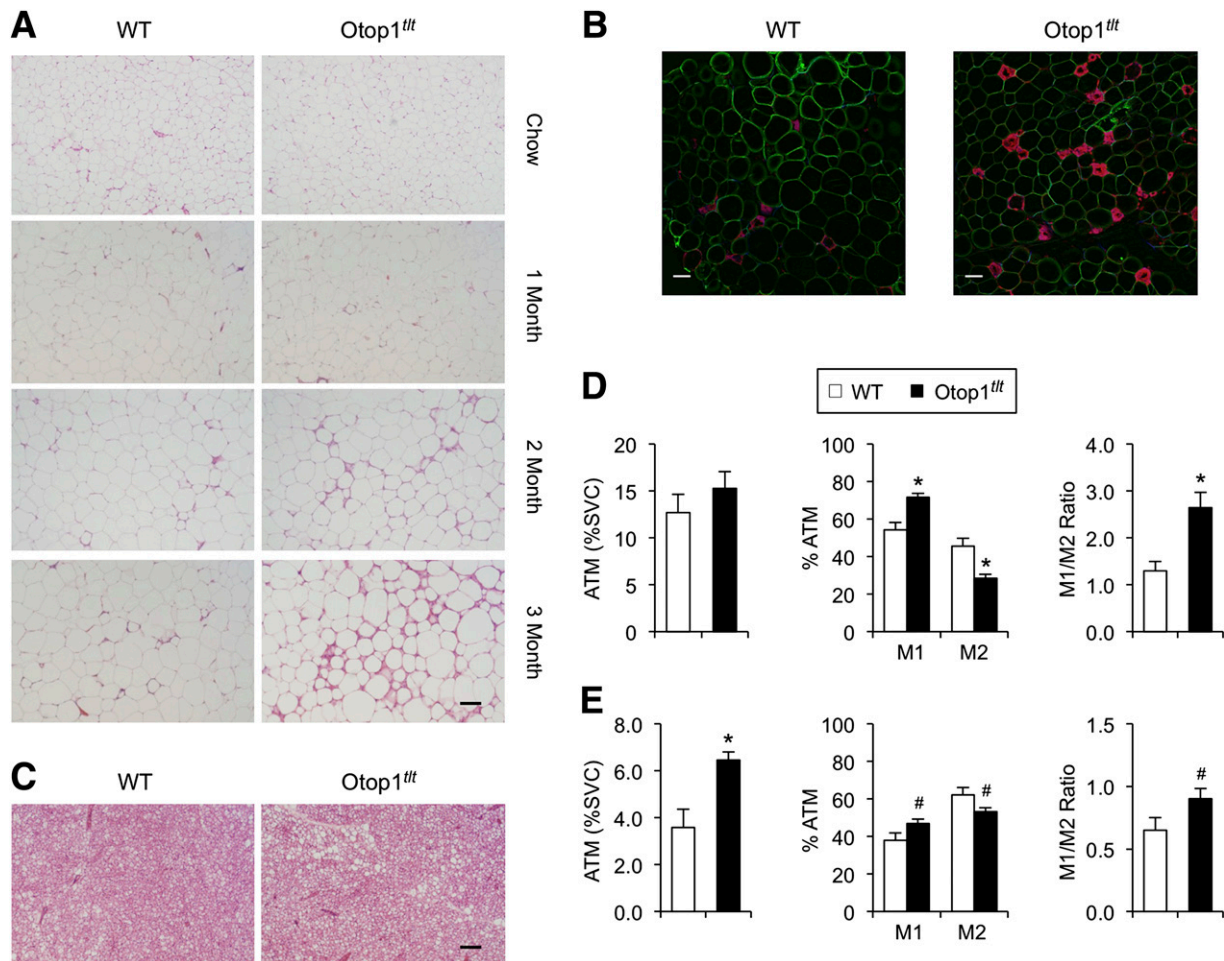 A
WT
Otop1tlt
Chow
1 Month
2 Month
3 Month
B
WT
Otop1tlt
C
WT
Otop1tlt
D
WT
Otop1tlt
ATM (%SVC)
20
15
10
5
0
% ATM
100
80
60
40
20
0
*
*
M1
M2
M1/M2 Ratio
4.0
3.0
2.0
1.0
0.0
*
E
ATM (%SVC)
8.0
6.0
4.0
2.0
0.0
*
% ATM
100
80
60
40
20
0
#
#
M1
M2
M1/M2 Ratio
1.5
1.0
0.5
0.0
#